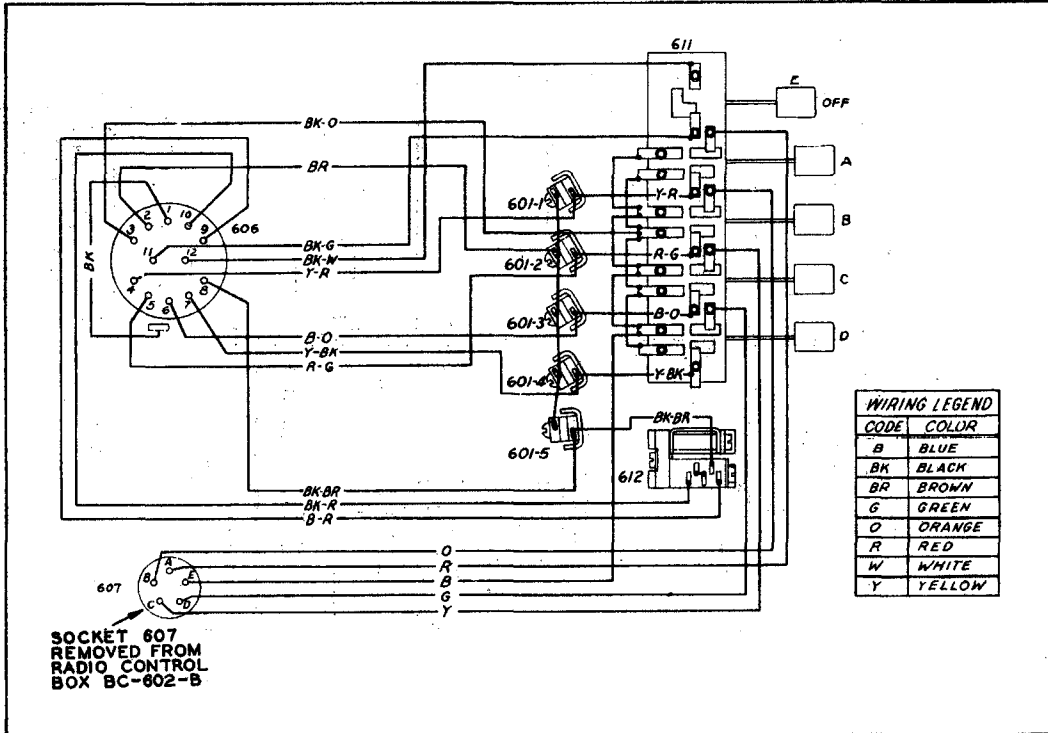 611
E
OFF
BK-O
A
BR
Y-R
601-1
B
2
1
10
3
9
606
BK-G
11
12
BK-W
601-2
R-G
BK
Y-R
4
C
5
6
7
8
B-O
601-3
B-O
Y-BK
D
R-G
601-4
Y-BK
BK-BR
601-5
612
BK-BR
BK-R
B-R
WIRING LEGEND
CODE COLOR
B BLUE
BK BLACK
BR BROWN
G GREEN
O ORANGE
R RED
W WHITE
Y YELLOW
O
R
B
G
Y
607
A
B
E
C
D
SOCKET 607
REMOVED FROM
RADIO CONTROL
BOX BC-602-B